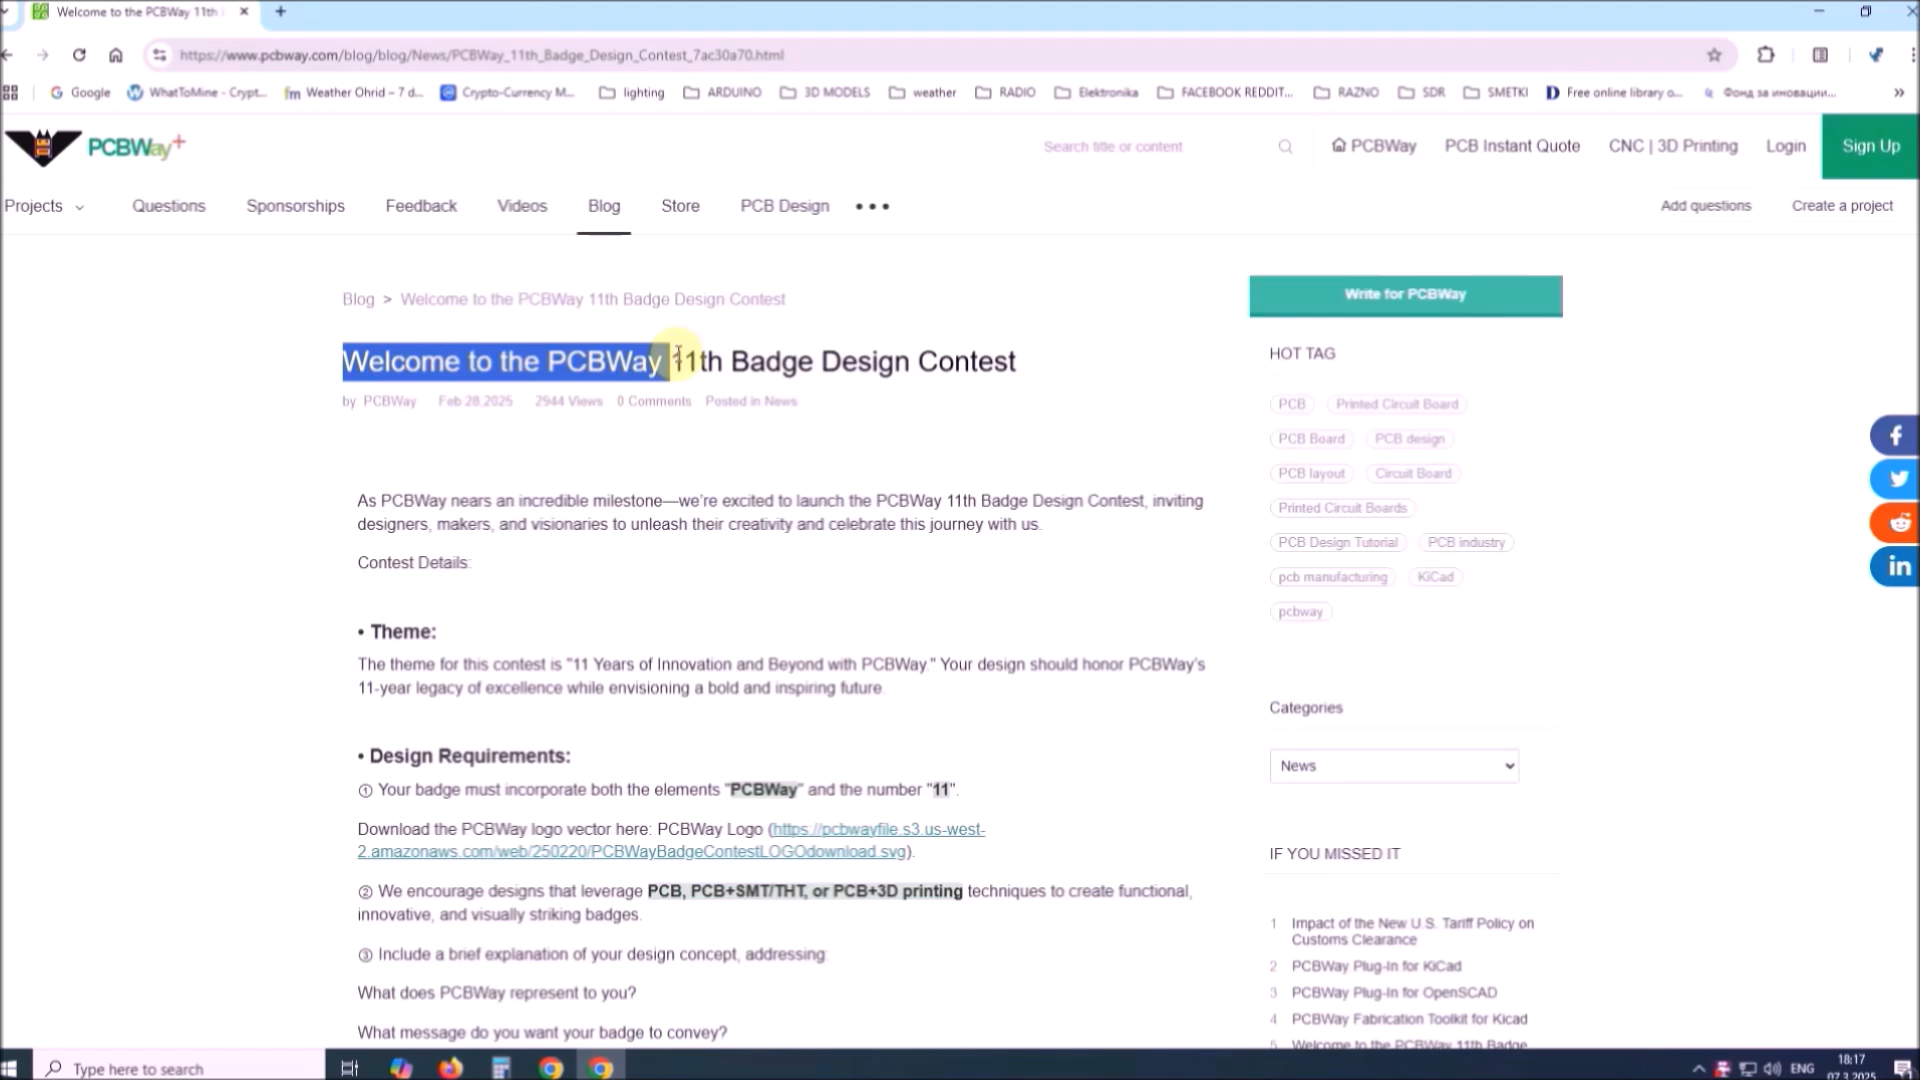 Welcome to the PCBWay 11th
https://www.pcbway.com/blog/blog/News/PCBWay_11th_Badge_Design_Contest_7ac30a70.html
Google WhatToMine - Crypt... Weather Ohrid – 7 d... Crypto-Currency M... lighting ARDUINO 3D MODELS weather RADIO Elektronika FACEBOOK REDDIT... RAZNO SDR SMETKI Free online library o... Фонд за иновации... »
PCBWay+ Search title or content PCBWay PCB Instant Quote CNC | 3D Printing Login Sign Up
Projects Questions Sponsorships Feedback Videos Blog Store PCB Design ••• Add questions Create a project
Blog > Welcome to the PCBWay 11th Badge Design Contest
Welcome to the PCBWay 11th Badge Design Contest
by PCBWay Feb 28,2025 2944 Views 0 Comments Posted in News
As PCBWay nears an incredible milestone—we're excited to launch the PCBWay 11th Badge Design Contest, inviting
designers, makers, and visionaries to unleash their creativity and celebrate this journey with us.
Contest Details:
• Theme:
The theme for this contest is "11 Years of Innovation and Beyond with PCBWay." Your design should honor PCBWay's
11-year legacy of excellence while envisioning a bold and inspiring future.
• Design Requirements:
① Your badge must incorporate both the elements "PCBWay" and the number "11".
Download the PCBWay logo vector here: PCBWay Logo (https://pcbwayfile.s3.us-west-
2.amazonaws.com/web/250220/PCBWayBadgeContestLOGOdownload.svg).
② We encourage designs that leverage PCB, PCB+SMT/THT, or PCB+3D printing techniques to create functional,
innovative, and visually striking badges.
③ Include a brief explanation of your design concept, addressing:
What does PCBWay represent to you?
What message do you want your badge to convey?
Write for PCBWay
HOT TAG
PCB Printed Circuit Board
PCB Board PCB design
PCB layout Circuit Board
Printed Circuit Boards
PCB Design Tutorial PCB industry
pcb manufacturing KiCad
pcbway
Categories
News
IF YOU MISSED IT
1 Impact of the New U.S. Tariff Policy on
Customs Clearance
2 PCBWay Plug-In for KiCad
3 PCBWay Plug-In for OpenSCAD
4 PCBWay Fabrication Toolkit for Kicad
5 Welcome to the PCBWay 11th Badge
f
in
Type here to search
ENG
18:17
07.3.2025